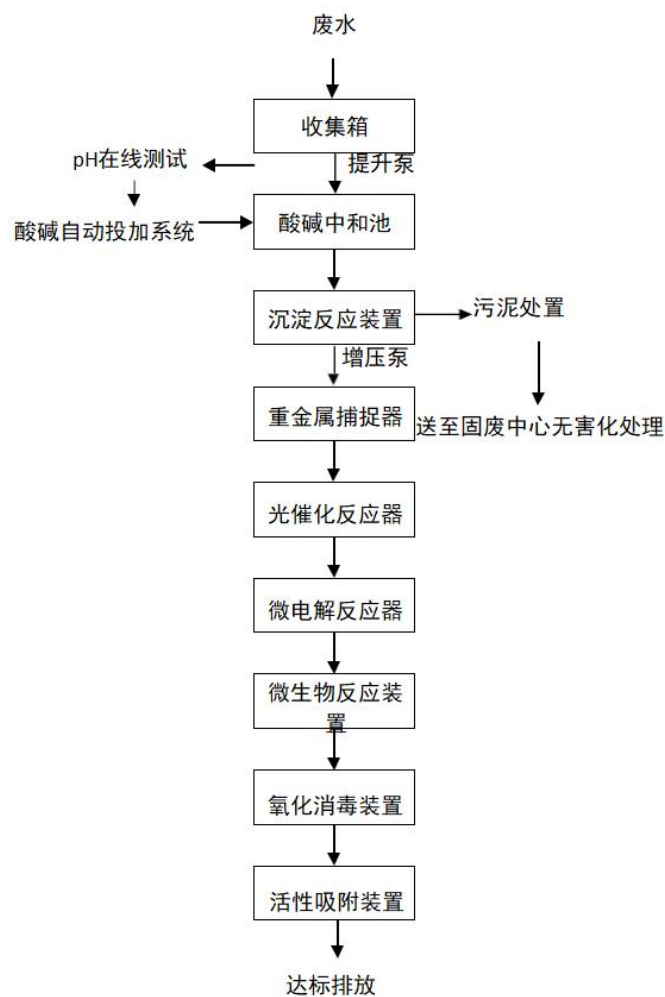 废水
收集箱
pH在线测试
提升泵
酸碱自动投加系统
酸碱中和池
沉淀反应装置
污泥处置
增压泵
重金属捕捉器
送至固废中心无害化处理
光催化反应器
微电解反应器
微生物反应装
置
氧化消毒装置
活性吸附装置
达标排放